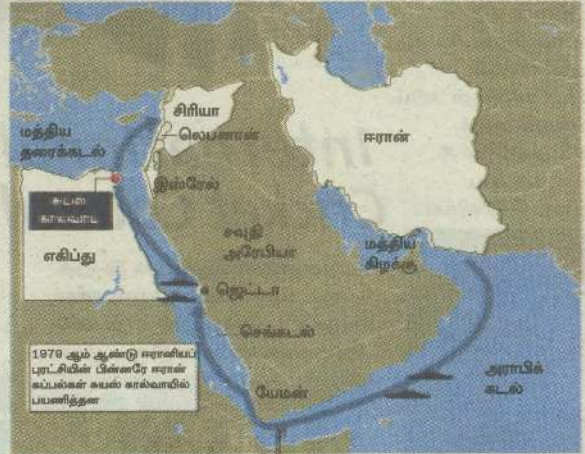 சிரியா
லெபனான்
மத்திய
தரைக்கடல்
ஈரான்
இஸ்ரேல்
சுயஸ்
கால்வாய்
எகிப்து
சவுதி
அரேபியா
மத்திய
கிழக்கு
ஜெட்டா
செங்கடல்
1979 ஆம் ஆண்டு ஈரானியப்
புரட்சியின் பின்னரே ஈரான்
கப்பல்கள் சுயஸ் கால்வாயில்
பயணித்தன
யேமன்
அராபிக்
கடல்